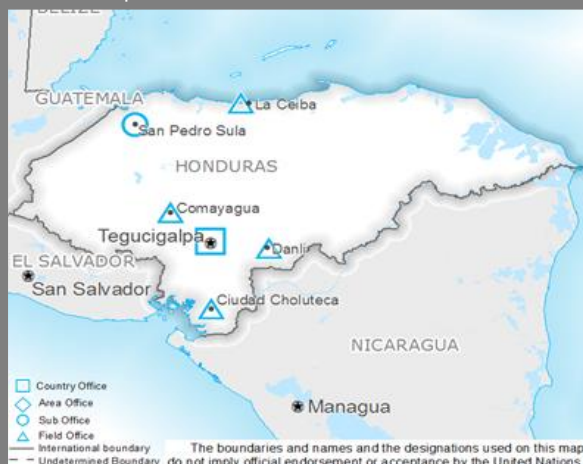 BELIZE
GUATEMALA
La Ceiba
San Pedro Sula
HONDURAS
Comayagua
Tegucigalpa
Danlí
EL SALVADOR
San Salvador
Ciudad Choluteca
NICARAGUA
Managua
Country Office
Area Office
Sub Office
Field Office
International boundary
Undetermined Boundary
The boundaries and names and the designations used on this map
do not imply official endorsement or acceptance by the United Nations